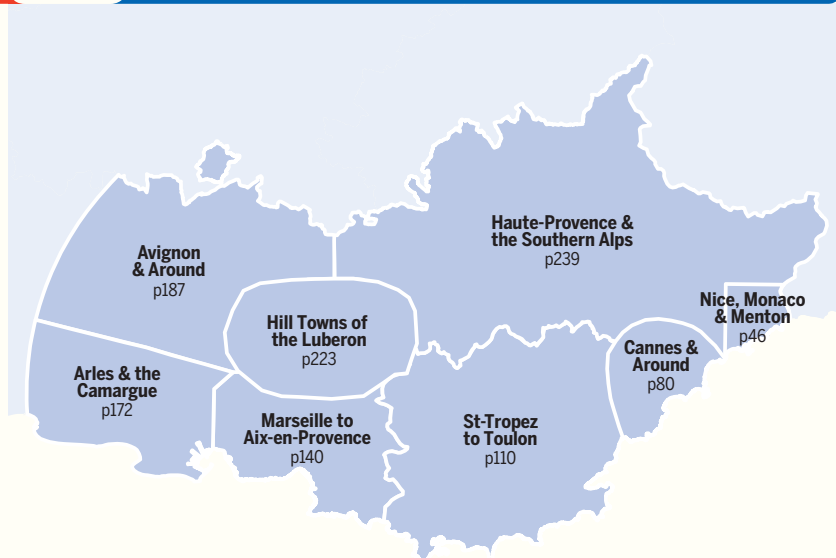 Haute-Provence &
the Southern Alps
p239
Avignon
& Around
p187
Nice, Monaco
& Menton
p46
Hill Towns of
the Luberon
p223
Cannes &
Around
p80
Arles & the
Camargue
p172
Marseille to
Aix-en-Provence
p140
St-Tropez
to Toulon
p110